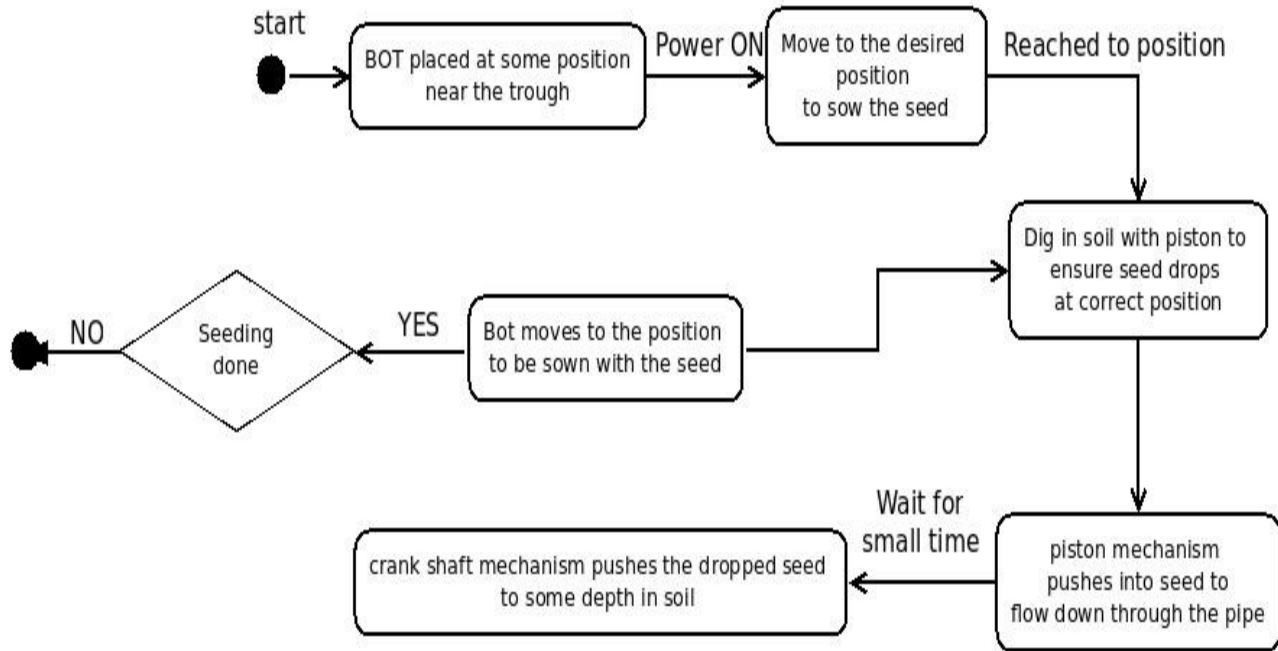 start
BOT placed at some position
near the trough
Power ON
Move to the desired
position
to sow the seed
Reached to position
Dig in soil with piston to
ensure seed drops
at correct position
NO
Seeding
done
YES
Bot moves to the position
to be sown with the seed
Wait for
small time
crank shaft mechanism pushes the dropped seed
to some depth in soil
piston mechanism
pushes into seed to
flow down through the pipe